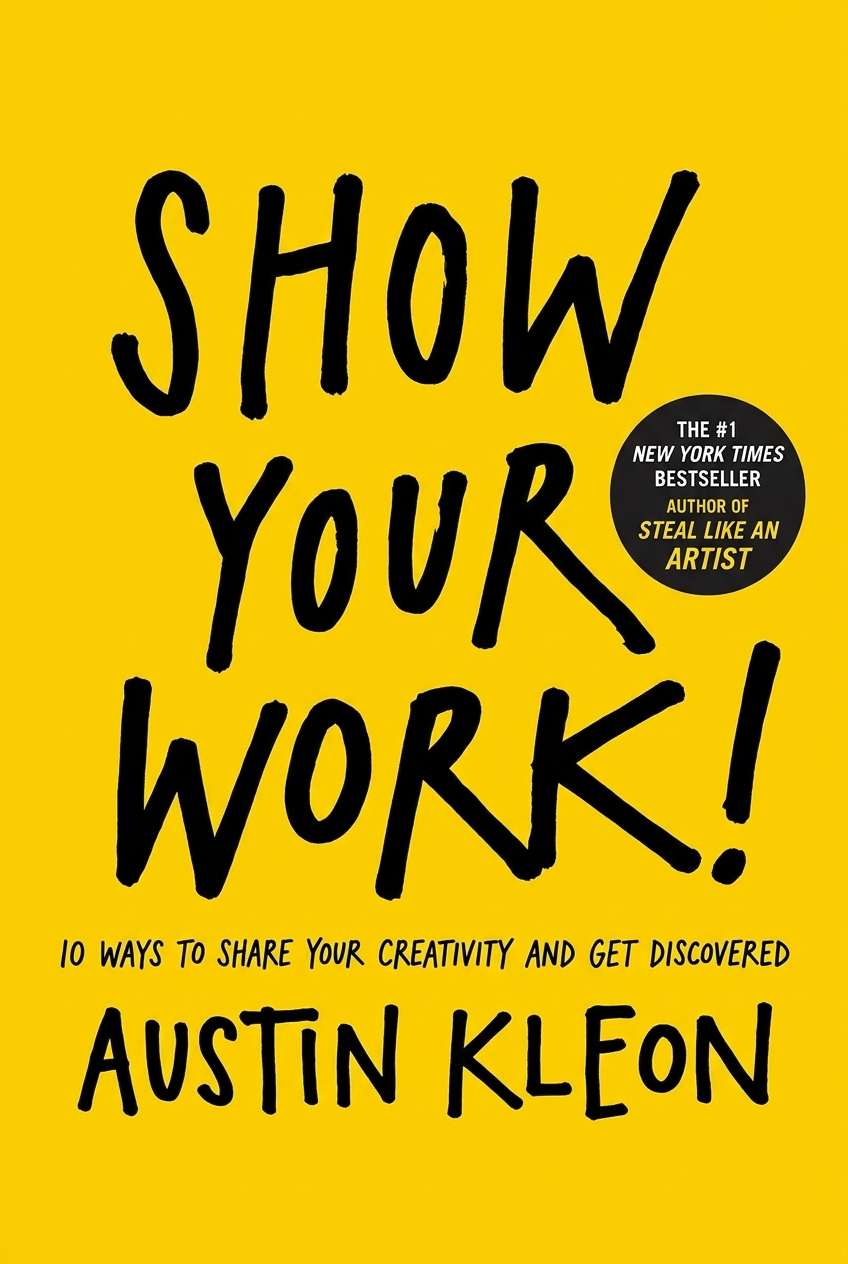 SHOW
YOUR
WORK!
THE #1
NEW YORK TIMES
BESTSELLER
AUTHOR OF
STEAL LIKE AN
ARTIST
10 WAYS TO SHARE YOUR CREATIVITY AND GET DISCOVERED
AUSTIN KLEON